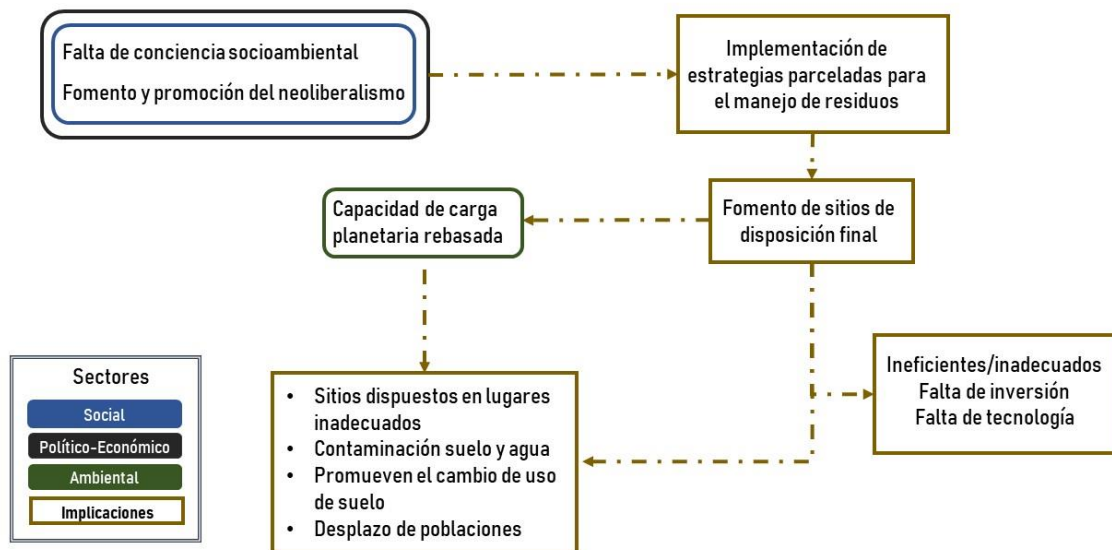 Falta de conciencia socioambiental
Fomento y promoción del neoliberalismo
Implementación de
estrategias parceladas para
el manejo de residuos
Capacidad de carga
planetaria rebasada
Fomento de sitios de
disposición final
Ineficientes/inadecuados
Falta de inversión
Falta de tecnología
Sectores
Social
Político-Económico
Ambiental
Implicaciones
• Sitios dispuestos en lugares
inadecuados
• Contaminación suelo y agua
• Promueven el cambio de uso
de suelo
• Desplazo de poblaciones